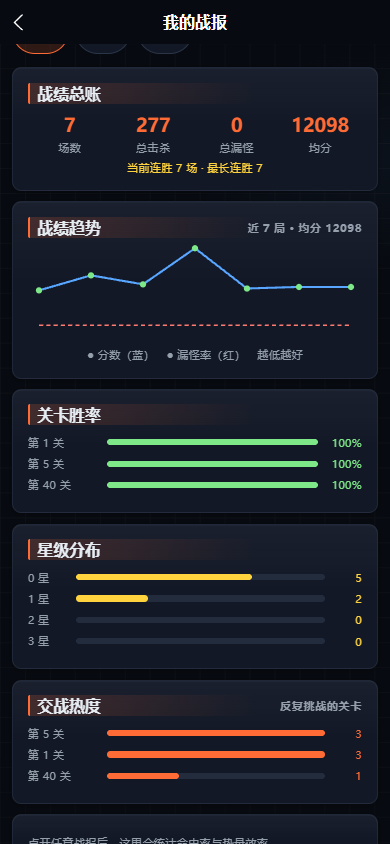 我的战报
战绩总账
7 277 0 12098
场数 总击杀 总漏怪 均分
当前连胜 7 场 · 最长连胜 7
战绩趋势 近 7 局 • 均分 12098
● 分数（蓝） ● 漏怪率（红） 越低越好
关卡胜率
第 1 关 100%
第 5 关 100%
第 40 关 100%
星级分布
0 星 5
1 星 2
2 星 0
3 星 0
交战热度 反复挑战的关卡
第 5 关 3
第 1 关 3
第 40 关 1